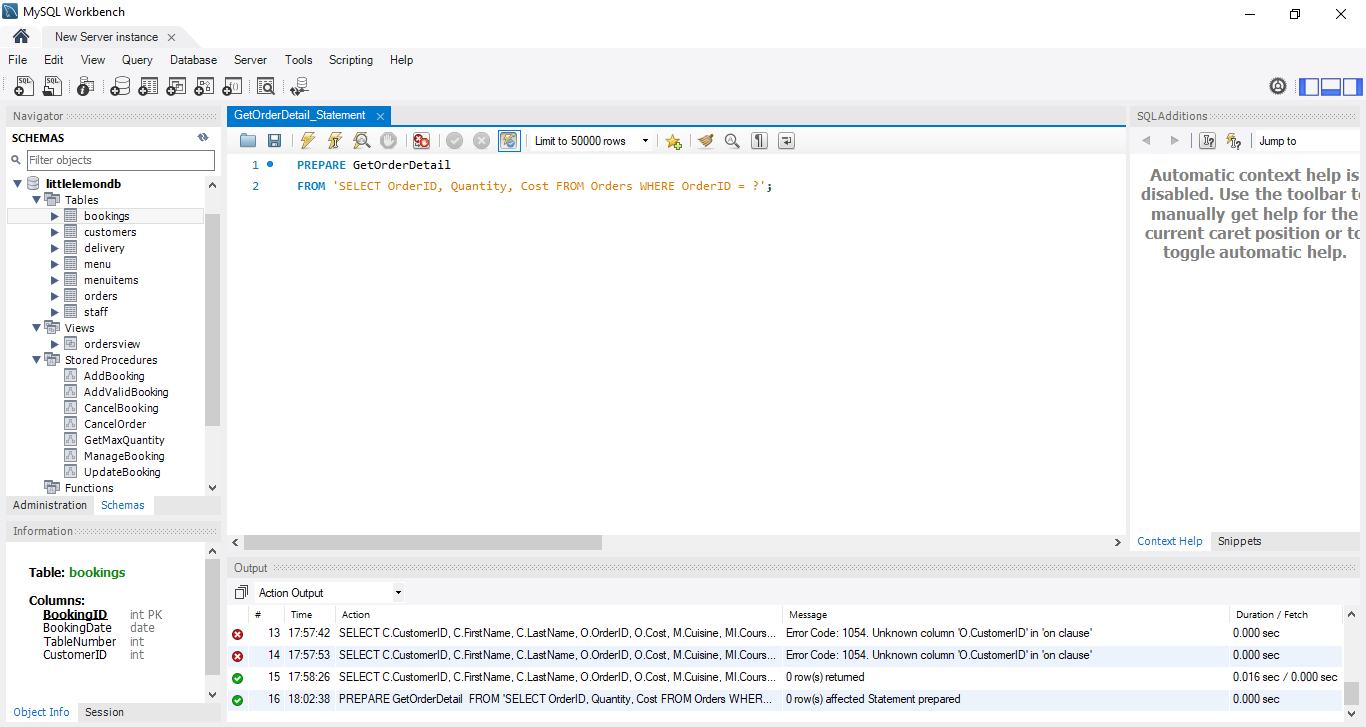 MySQL Workbench
New Server instance
File Edit View Query Database Server Tools Scripting Help
Navigator
SCHEMAS
Filter objects
littlelemondb
Tables
bookings
customers
delivery
menu
menuitems
orders
staff
Views
ordersview
Stored Procedures
AddBooking
AddValidBooking
CancelBooking
CancelOrder
GetMaxQuantity
ManageBooking
UpdateBooking
Functions
Administration Schemas
Information
Table: bookings
Columns:
BookingID int PK
BookingDate date
TableNumber int
CustomerID int
Object Info Session
GetOrderDetail_Statement
Limit to 50000 rows
1 PREPARE GetOrderDetail
2 FROM 'SELECT OrderID, Quantity, Cost FROM Orders WHERE OrderID = ?';
SQLAdditions
Jump to
Automatic context help is
disabled. Use the toolbar to
manually get help for the
current caret position or to
toggle automatic help.
Context Help Snippets
Output
Action Output
# Time Action Message Duration / Fetch
13 17:57:42 SELECT C.CustomerID, C.FirstName, C.LastName, O.OrderID, O.Cost, M.Cuisine, MI.Cours... Error Code: 1054. Unknown column 'O.CustomerID' in 'on clause' 0.000 sec
14 17:57:53 SELECT C.CustomerID, C.FirstName, C.LastName, O.OrderID, O.Cost, M.Cuisine, MI.Cours... Error Code: 1054. Unknown column 'O.CustomerID' in 'on clause' 0.000 sec
15 17:58:26 SELECT C.CustomerID, C.FirstName, C.LastName, O.OrderID, O.Cost, M.Cuisine, MI.Cours... 0 row(s) returned 0.016 sec / 0.000 sec
16 18:02:38 PREPARE GetOrderDetail FROM 'SELECT OrderID, Quantity, Cost FROM Orders WHER... 0 row(s) affected Statement prepared 0.000 sec